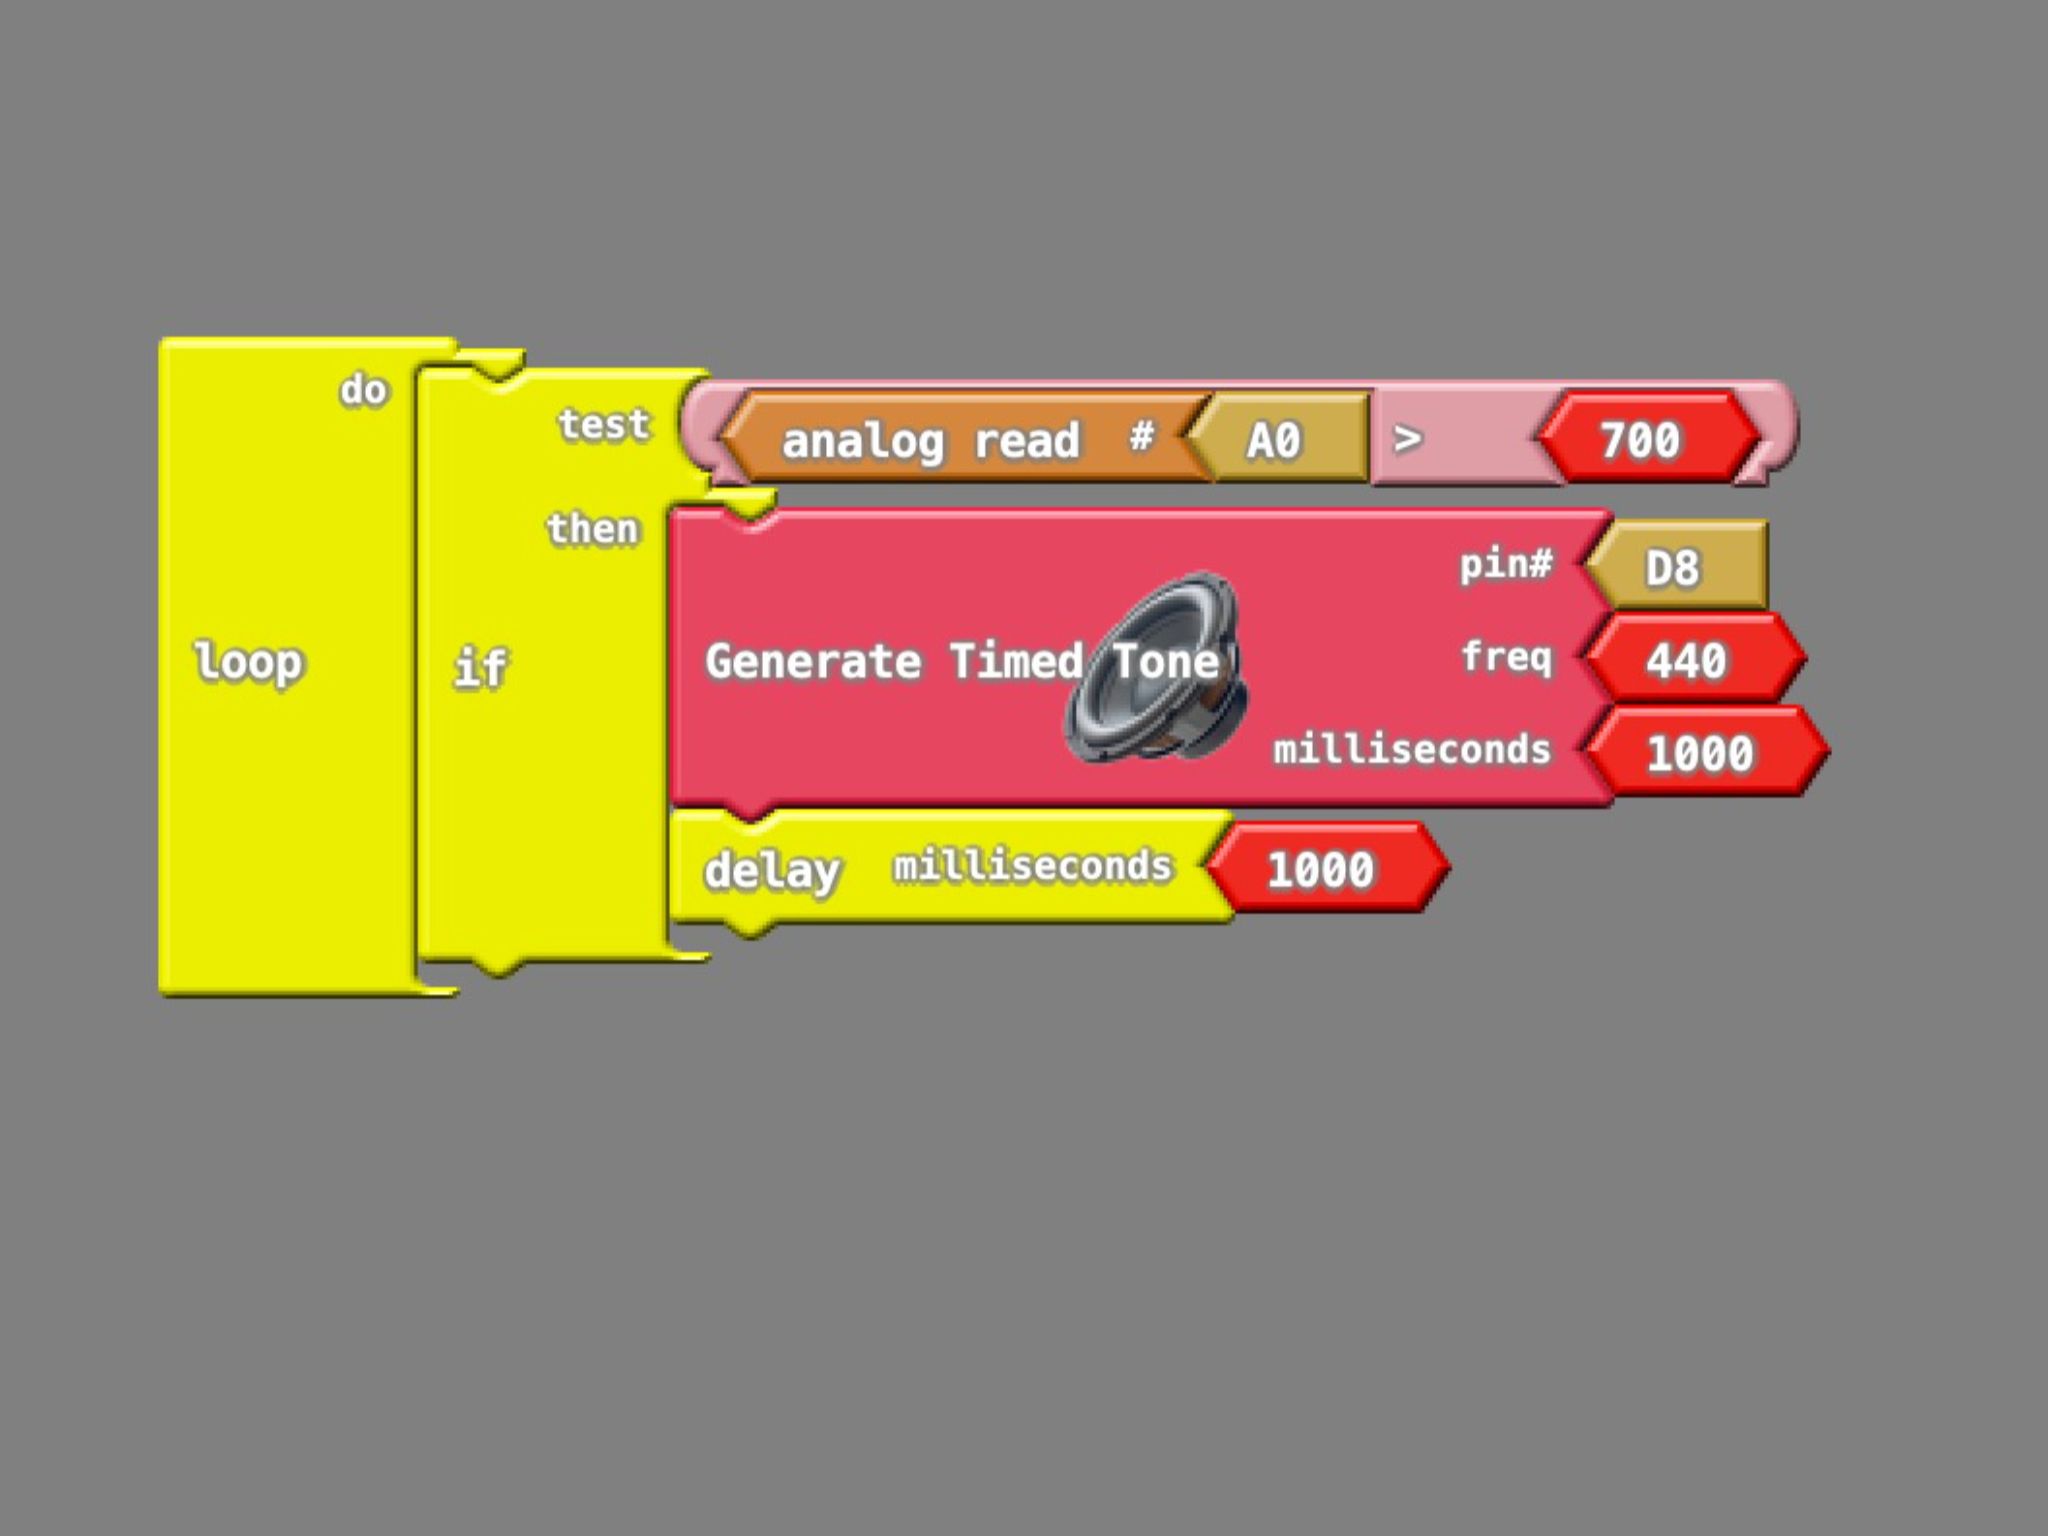 do
test analog read # A0 > 700
then
pin# D8
loop if Generate Timed Tone freq 440
milliseconds 1000
delay milliseconds 1000